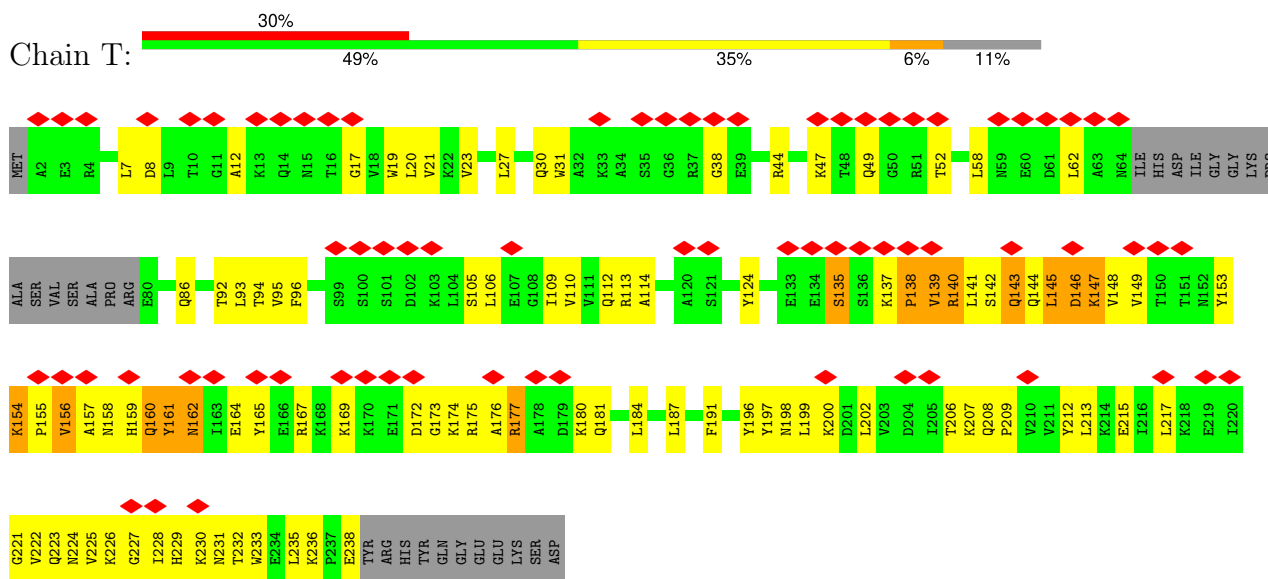 30%
Chain T:
49% 35% 6% 11%
MET A2 E3 R4 L7 D8 L9 T10 G11 A12 K13 Q14 N15 T16 G17 V18 W19 L20 V21 K22 V23 L27 Q30 W31 A32 K33 A34 S35 G36 R37 G38 E39 R44 K47 T48 Q49 G50 R51 T52 L58 N59 E60 D61 L62 A63 N64 ILE HIS ASP ILE GLY GLY LYS
ALA SER VAL SER ALA PRO ARG E80 Q86 T92 L93 T94 V95 F96 S99 S100 S101 D102 K103 L104 S105 L106 E107 G108 I109 V110 V111 Q112 R113 A114 A120 S121 Y124 E133 E134 S135 S136 K137 P138 V139 R140 L141 S142 Q143 Q144 L145 D146 K147 V148 V149 T150 T151 N152 Y153
K154 P155 V156 A157 N158 H159 Q160 Y161 N162 I163 E164 Y165 E166 R167 K168 K169 K170 E171 D172 G173 K174 R175 A176 R177 A178 D179 K180 Q181 L184 L187 F191 Y196 Y197 N198 L199 K200 D201 L202 V203 D204 I205 T206 K207 Q208 P209 V210 V211 Y212 L213 K214 E215 I216 L217 K218 E219 I220
G221 V222 Q223 N224 V225 K226 G227 I228 H229 K230 N231 T232 W233 E234 L235 K236 P237 E238 TYR ARG HIS TYR GLN GLY GLU GLU LYS SER ASP